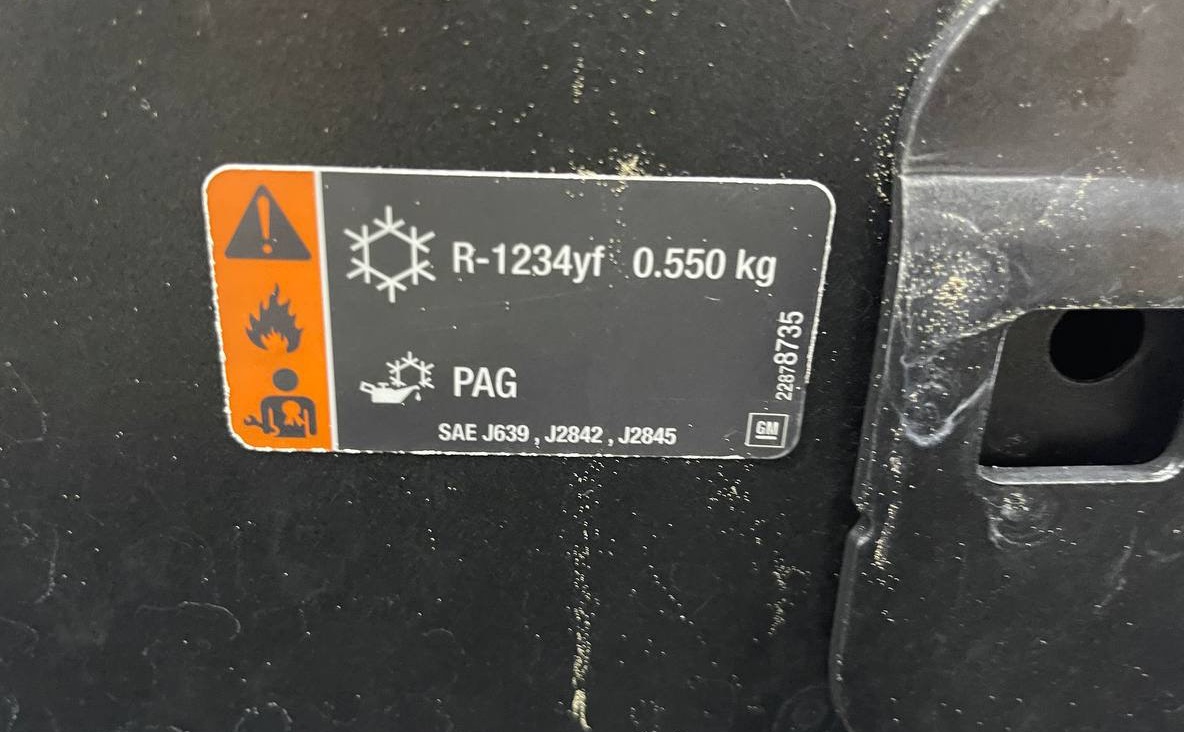 R-1234yf 0.550 kg
PAG
SAE J639 , J2842 , J2845
22878735
GM